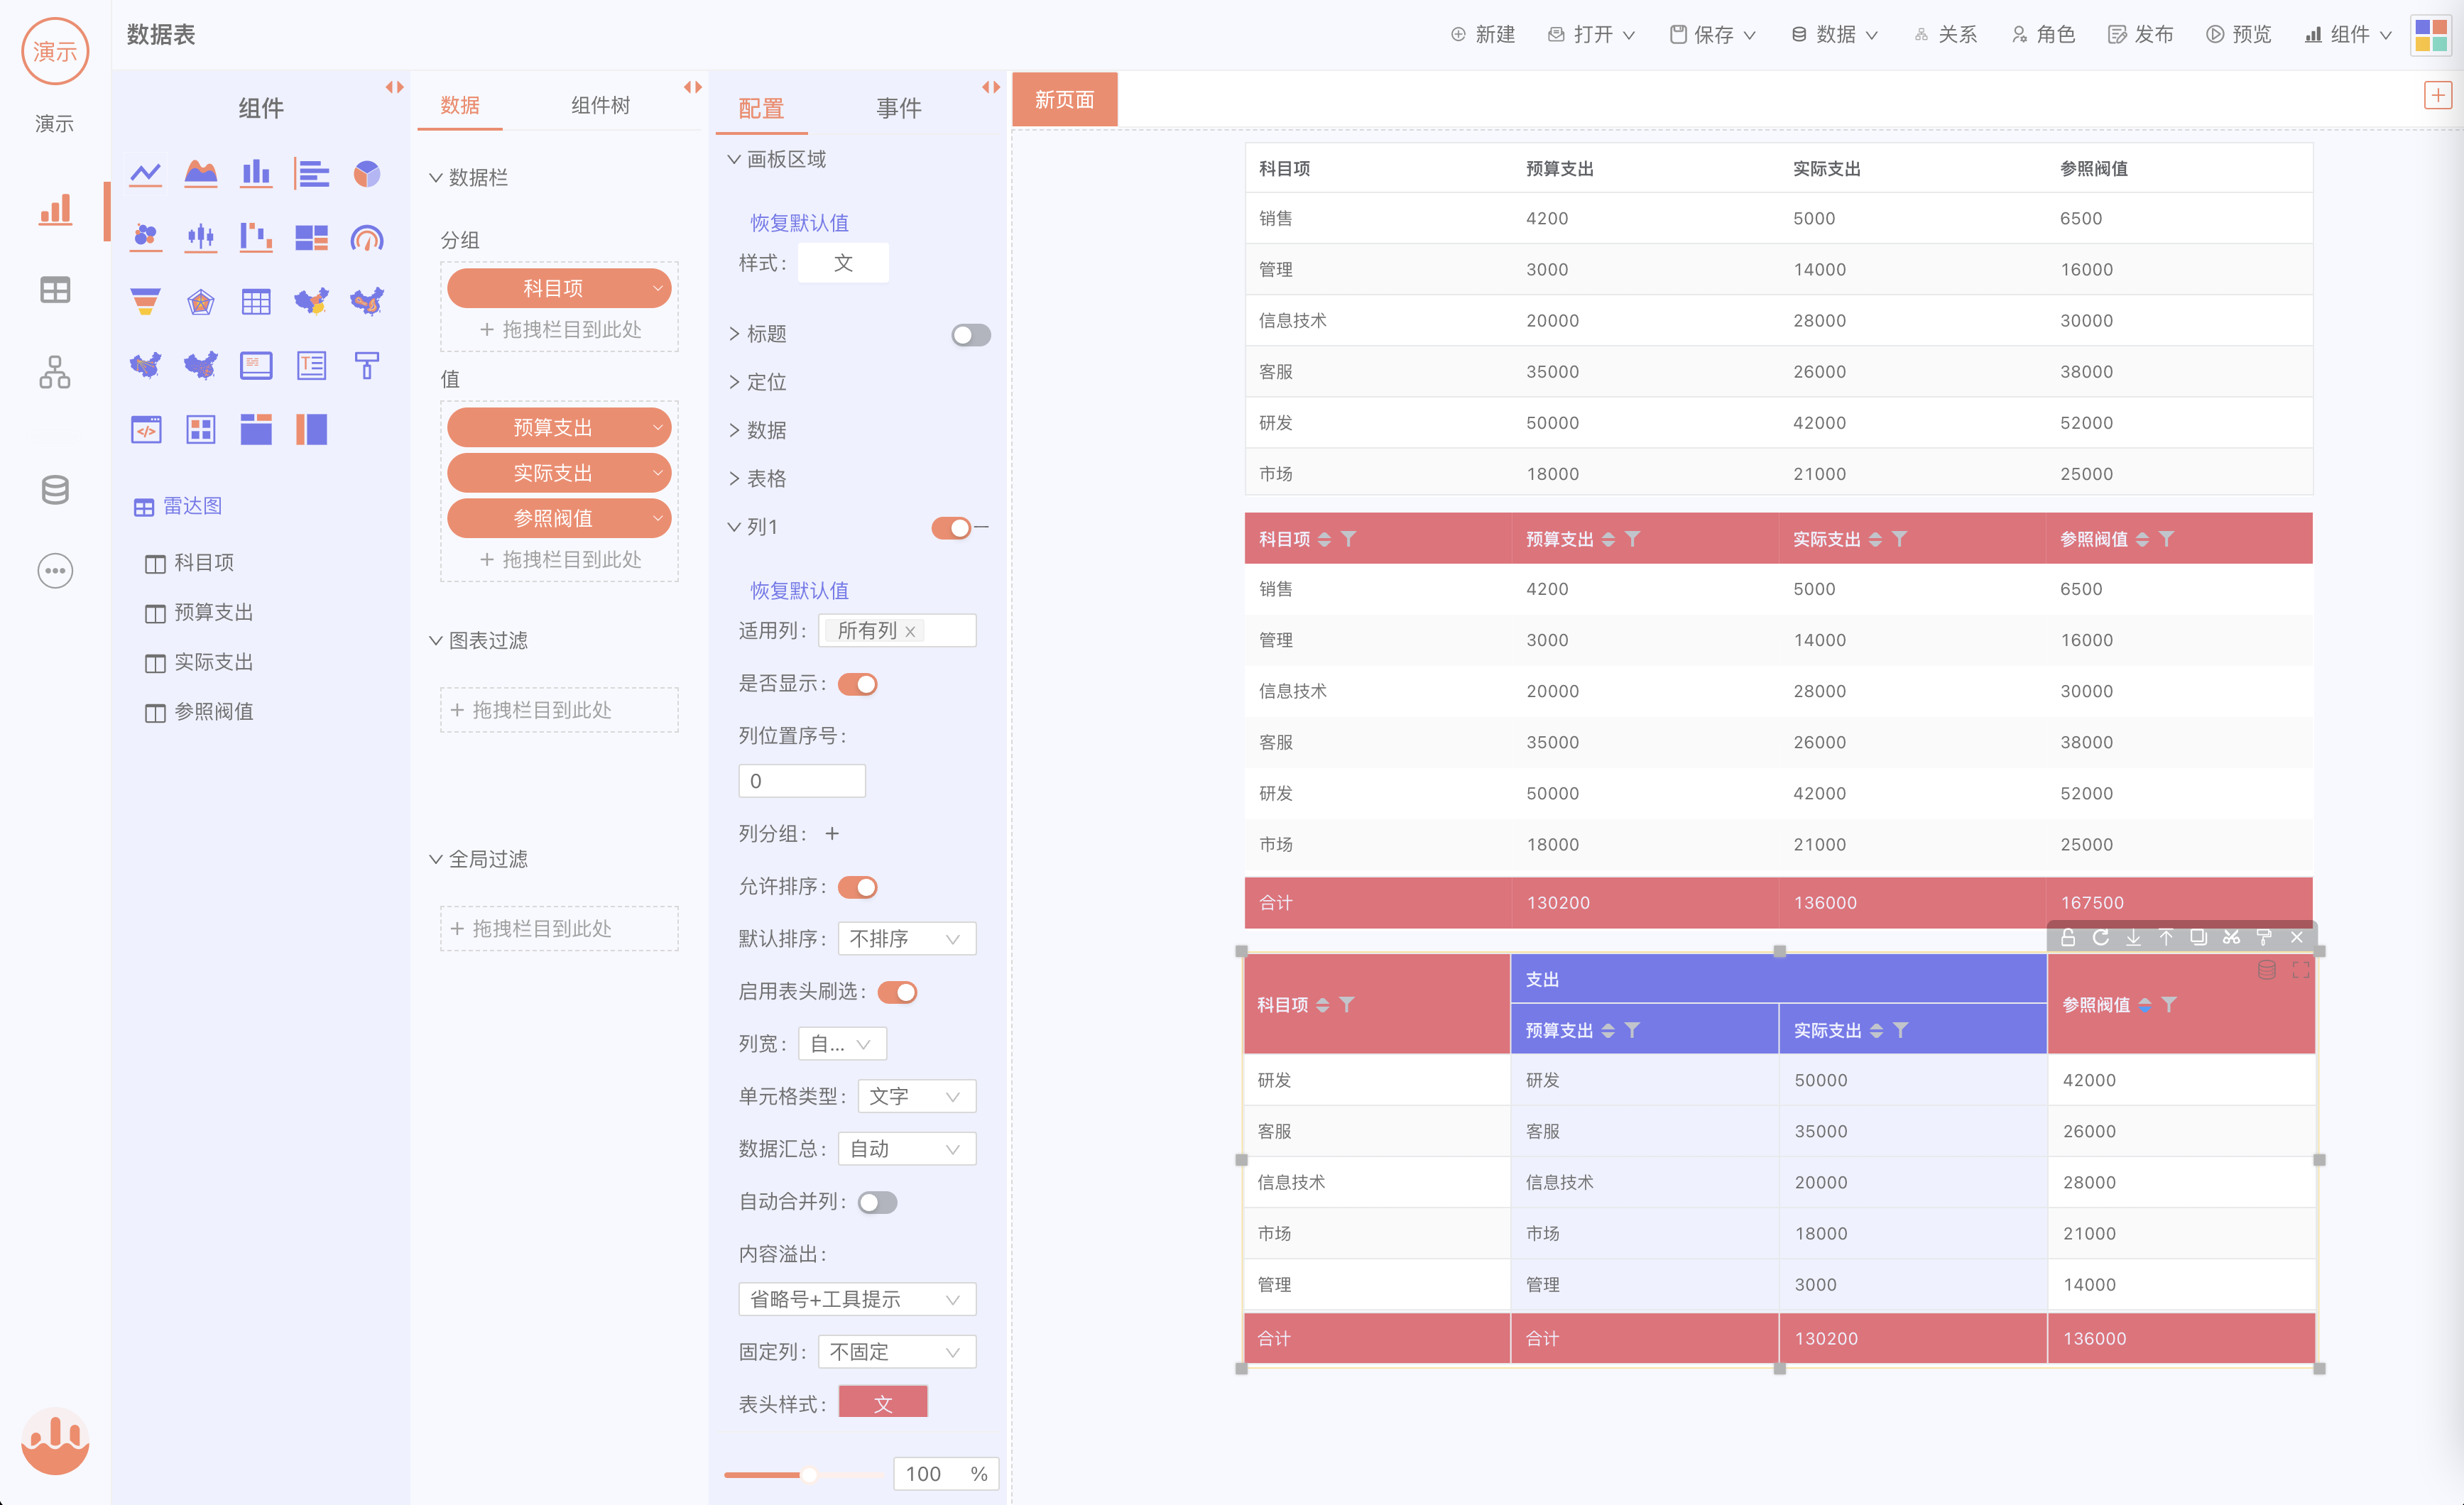 演示
数据表
新建 打开 保存 数据 关系 角色 发布 预览 组件
演示
组件
雷达图
科目项
预算支出
实际支出
参照阀值
数据 组件树
数据栏
分组
科目项
+ 拖拽栏目到此处
值
预算支出
实际支出
参照阀值
+ 拖拽栏目到此处
图表过滤
+ 拖拽栏目到此处
全局过滤
+ 拖拽栏目到此处
配置 事件
画板区域
恢复默认值
样式: 文
标题
定位
数据
表格
列1
恢复默认值
适用列: 所有列 ×
是否显示:
列位置序号:
0
列分组: +
允许排序:
默认排序: 不排序
启用表头刷选:
列宽: 自...
单元格类型: 文字
数据汇总: 自动
自动合并列:
内容溢出:
省略号+工具提示
固定列: 不固定
表头样式: 文
100 %
新页面
科目项 预算支出 实际支出 参照阀值
销售 4200 5000 6500
管理 3000 14000 16000
信息技术 20000 28000 30000
客服 35000 26000 38000
研发 50000 42000 52000
市场 18000 21000 25000
科目项 预算支出 实际支出 参照阀值
销售 4200 5000 6500
管理 3000 14000 16000
信息技术 20000 28000 30000
客服 35000 26000 38000
研发 50000 42000 52000
市场 18000 21000 25000
合计 130200 136000 167500
支出
科目项 参照阀值
预算支出 实际支出
研发 研发 50000 42000
客服 客服 35000 26000
信息技术 信息技术 20000 28000
市场 市场 18000 21000
管理 管理 3000 14000
合计 合计 130200 136000